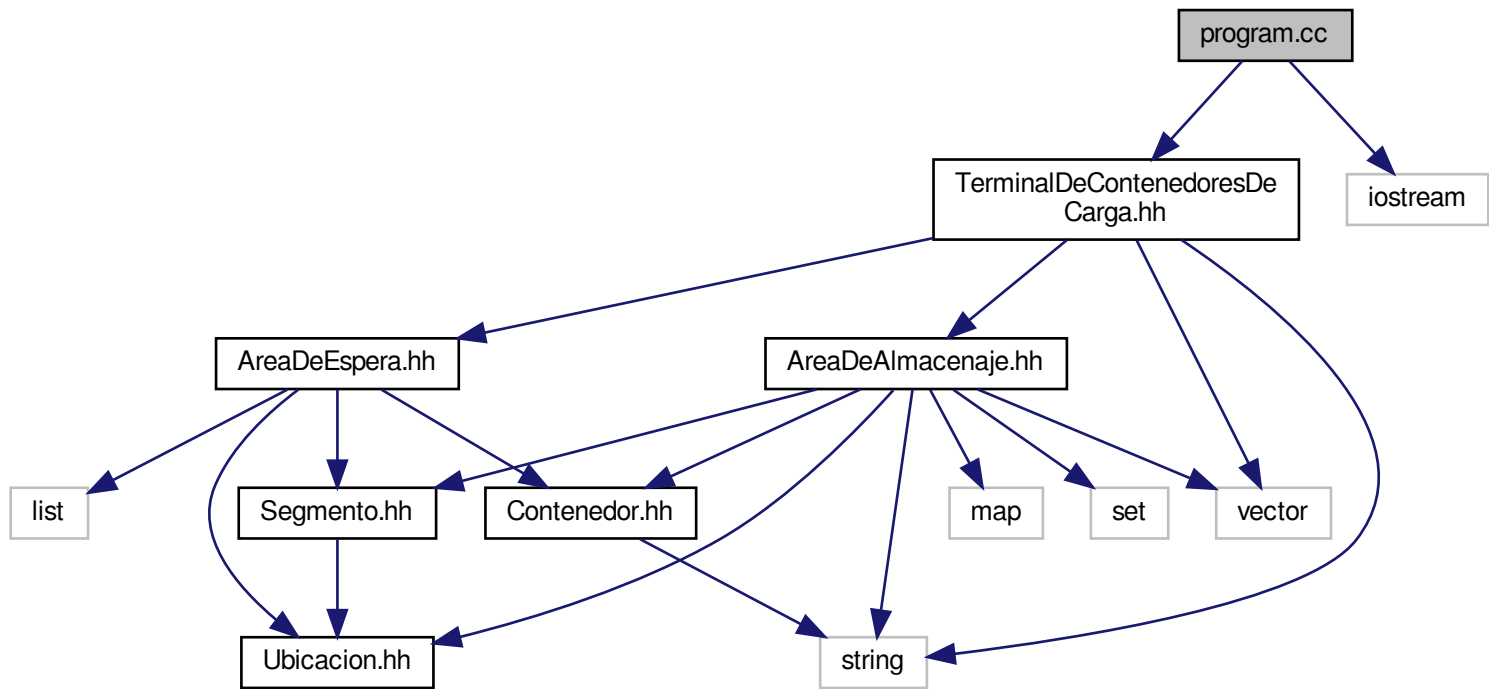 program.cc
TerminalDeContenedoresDe
Carga.hh
iostream
AreaDeEspera.hh
AreaDeAlmacenaje.hh
list
Segmento.hh
Contenedor.hh
map
set
vector
Ubicacion.hh
string